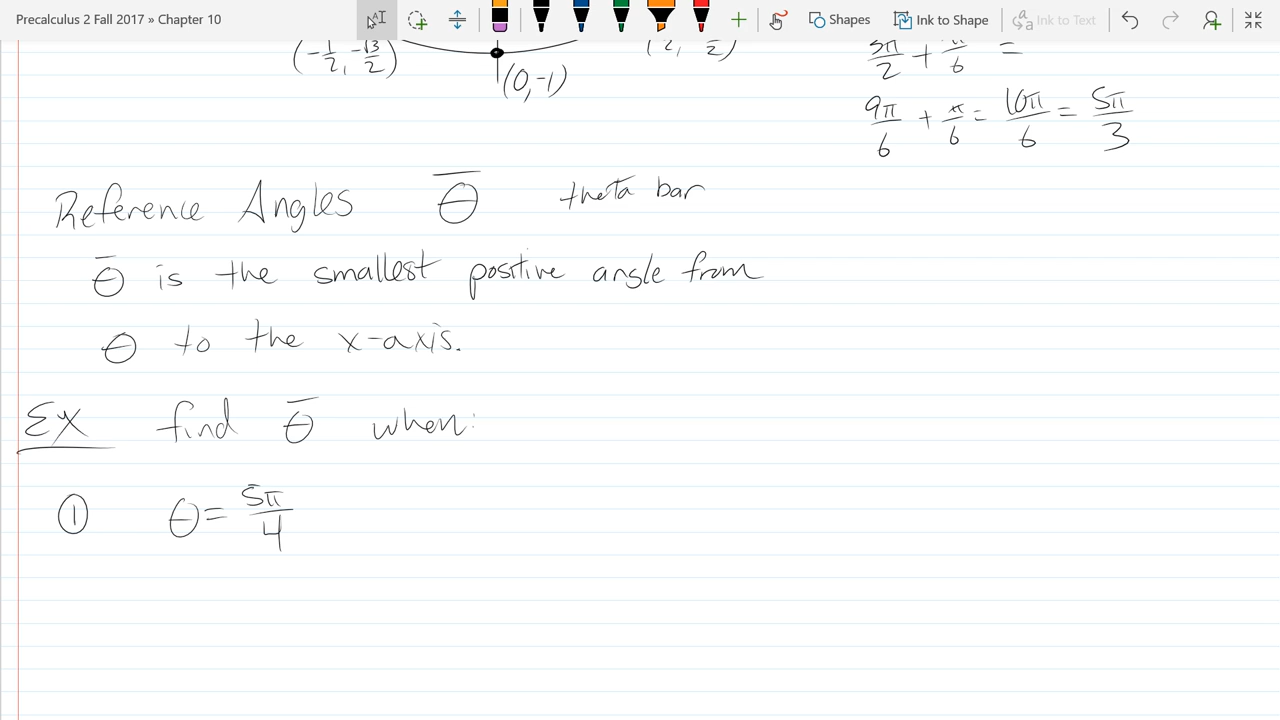 Precalculus 2 Fall 2017 » Chapter 10
Shapes
Ink to Shape
Ink to Text
(-1/2, -√3/2)
(0,-1)
9π/6 + π/6 = 10π/6 = 5π/3
Reference Angles θ̅ theta bar
θ̅ is the smallest positive angle from
θ to the x-axis.
Ex find θ̅ when:
① θ = 5π/4